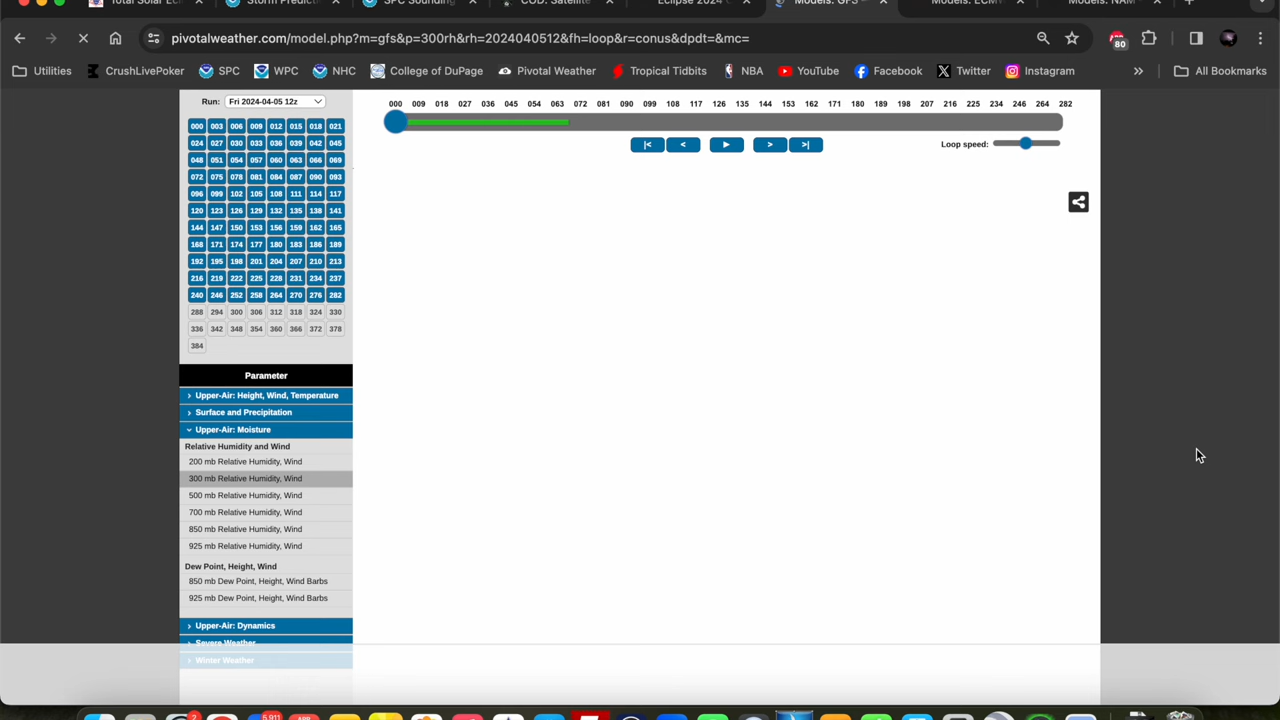 Total Solar Ecli
Storm Predicti
SPC Sounding
COD: Satellite
Eclipse 2024 C
Models: GFS —
Models: ECMW
Models: NAM —
pivotalweather.com/model.php?m=gfs&p=300rh&rh=2024040512&fh=loop&r=conus&dpdt=&mc=
80
Utilities CrushLivePoker SPC WPC NHC College of DuPage Pivotal Weather Tropical Tidbits NBA YouTube Facebook Twitter Instagram » All Bookmarks
Run: Fri 2024-04-05 12z
000 009 018 027 036 045 054 063 072 081 090 099 108 117 126 135 144 153 162 171 180 189 198 207 216 225 234 246 264 282
|< < > >|
Loop speed:
000 003 006 009 012 015 018 021
024 027 030 033 036 039 042 045
048 051 054 057 060 063 066 069
072 075 078 081 084 087 090 093
096 099 102 105 108 111 114 117
120 123 126 129 132 135 138 141
144 147 150 153 156 159 162 165
168 171 174 177 180 183 186 189
192 195 198 201 204 207 210 213
216 219 222 225 228 231 234 237
240 246 252 258 264 270 276 282
288 294 300 306 312 318 324 330
336 342 348 354 360 366 372 378
384
Parameter
Upper-Air: Height, Wind, Temperature
Surface and Precipitation
Upper-Air: Moisture
Relative Humidity and Wind
200 mb Relative Humidity, Wind
300 mb Relative Humidity, Wind
500 mb Relative Humidity, Wind
700 mb Relative Humidity, Wind
850 mb Relative Humidity, Wind
925 mb Relative Humidity, Wind
Dew Point, Height, Wind
850 mb Dew Point, Height, Wind Barbs
925 mb Dew Point, Height, Wind Barbs
Upper-Air: Dynamics
Severe Weather
Winter Weather
2
5,911
APR